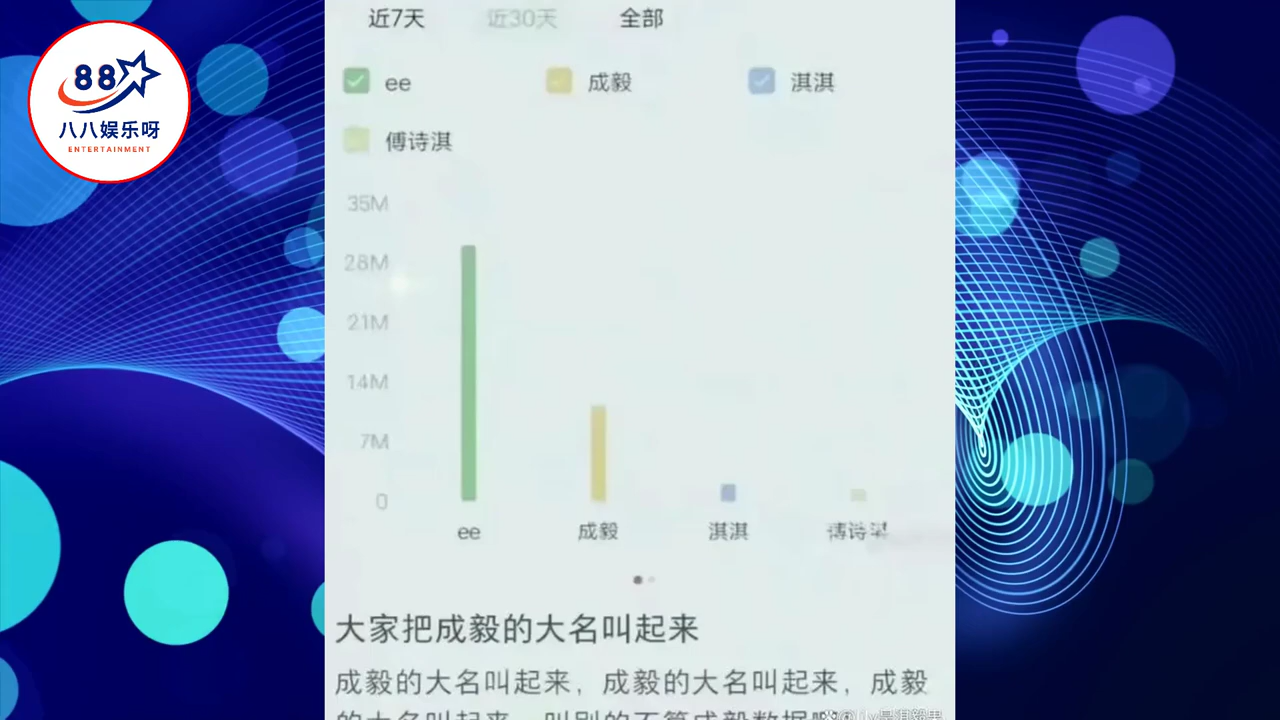 88
八八娱乐呀
ENTERTAINMENT
近7天 近30天 全部
ee 成毅 淇淇
傅诗淇
35M
28M
21M
14M
7M
0
ee 成毅 淇淇 傅诗淇
大家把成毅的大名叫起来
成毅的大名叫起来，成毅的大名叫起来，成毅